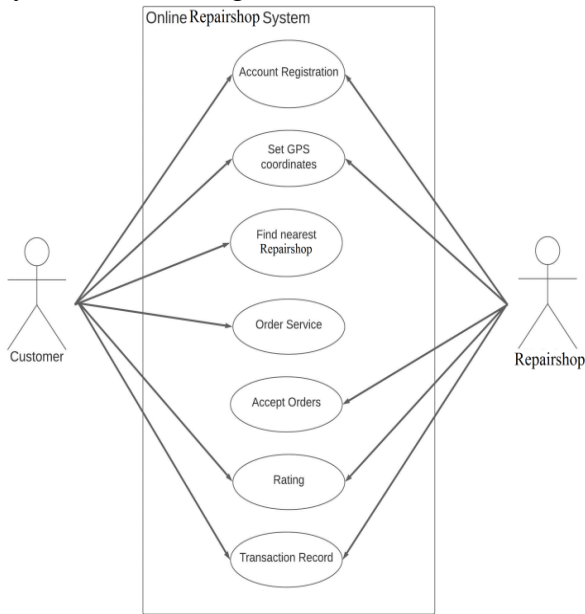 Online Repairshop System
Account Registration
Set GPS
coordinates
Find nearest
Repairshop
Order Service
Customer
Repairshop
Accept Orders
Rating
Transaction Record